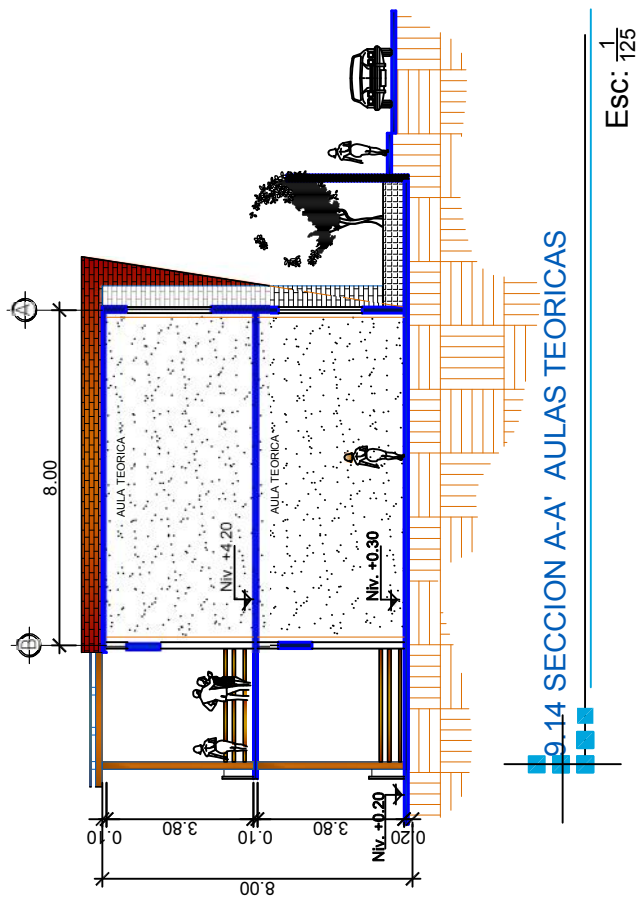 B
A
8.00
AULA TEORICA
Niv. +4.20
AULA TEORICA
Niv. +0.30
Niv. +0.20
0.10
3.80
0.10
3.80
0.20
8.00
9.14 SECCION A-A' AULAS TEORICAS
Esc: 1
125